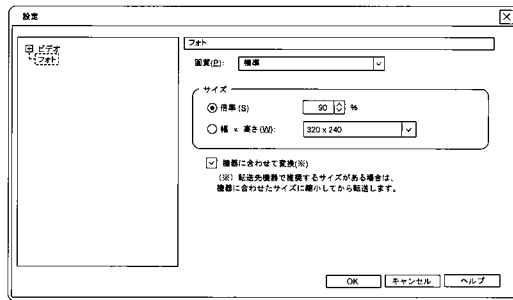 設定
ビデオ
フォト
フォト
画質(P): 標準
サイズ
倍率(S) 90 %
幅 × 高さ(W): 320 x 240
機器に合わせて変換(※)
(※) 転送先機器で推奨するサイズがある場合は、
機器に合わせたサイズに縮小してから転送します。
OK キャンセル ヘルプ